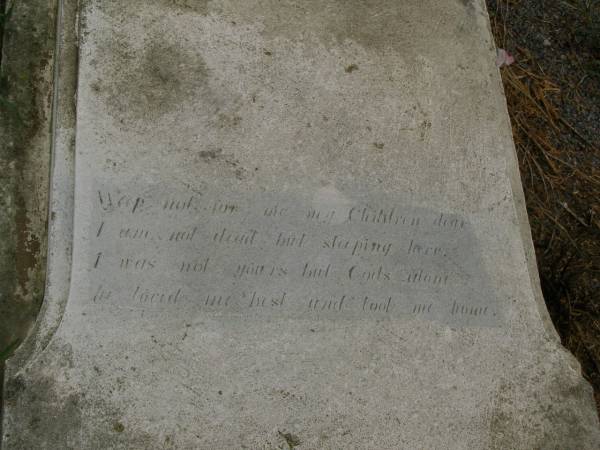 Weep not for me my Children dear
I am not dead but sleeping here.
I was not yours but Gods alone
He loved me best and took me home.